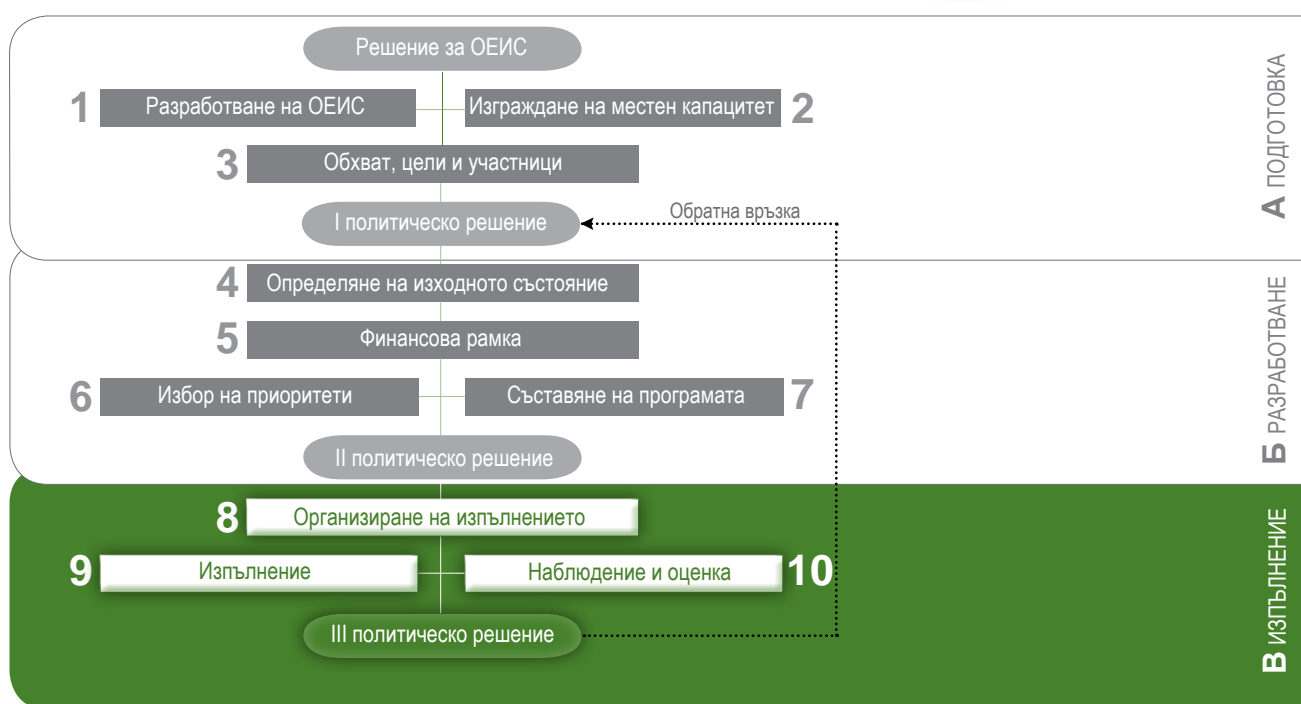 Решение за ОЕИС
1 Разработване на ОЕИС
Изграждане на местен капацитет 2
3 Обхват, цели и участници
I политическо решение
Обратна връзка
А ПОДГОТОВКА
4 Определяне на изходното състояние
5 Финансова рамка
6 Избор на приоритети
Съставяне на програмата 7
II политическо решение
Б РАЗРАБОТВАНЕ
8 Организиране на изпълнението
9 Изпълнение
Наблюдение и оценка 10
III политическо решение
В ИЗПЪЛНЕНИЕ